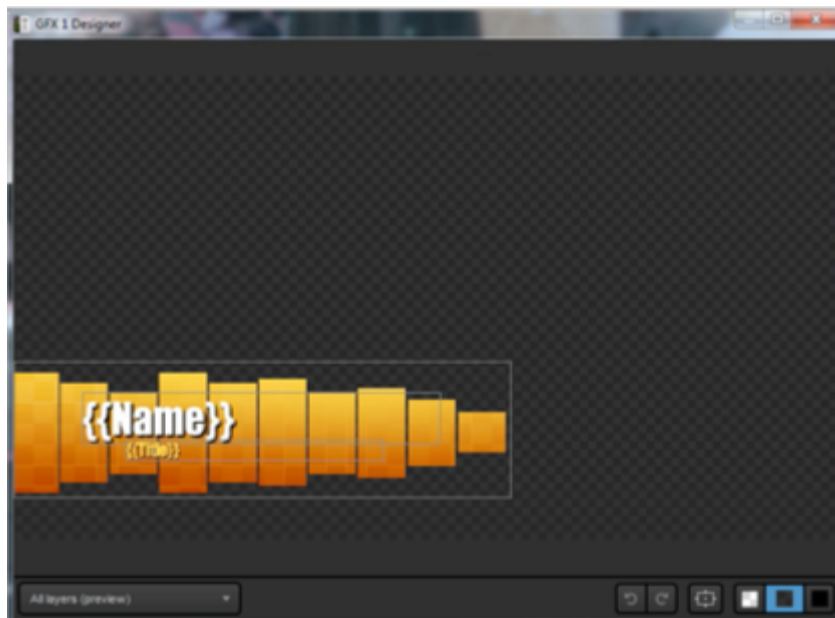 GFX 1 Designer
{{Name}}
{{Title}}
All layers (preview)